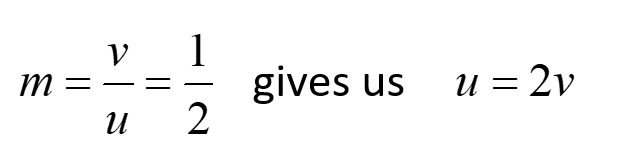 m = v/u = 1/2 gives us u = 2v